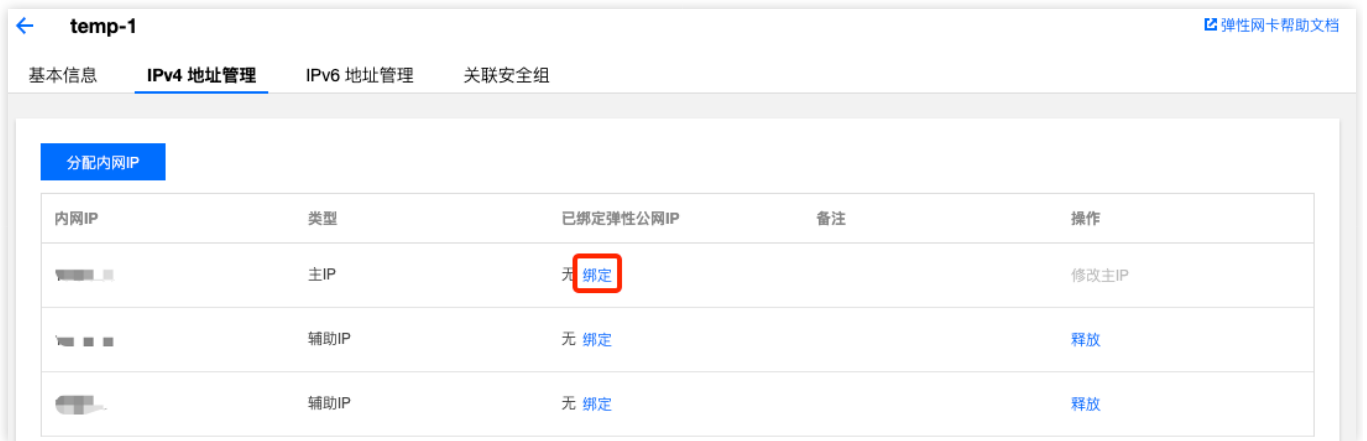 temp-1
弹性网卡帮助文档
基本信息 IPv4 地址管理 IPv6 地址管理 关联安全组
分配内网IP
内网IP 类型 已绑定弹性公网IP 备注 操作
主IP 无 绑定 修改主IP
辅助IP 无 绑定 释放
辅助IP 无 绑定 释放